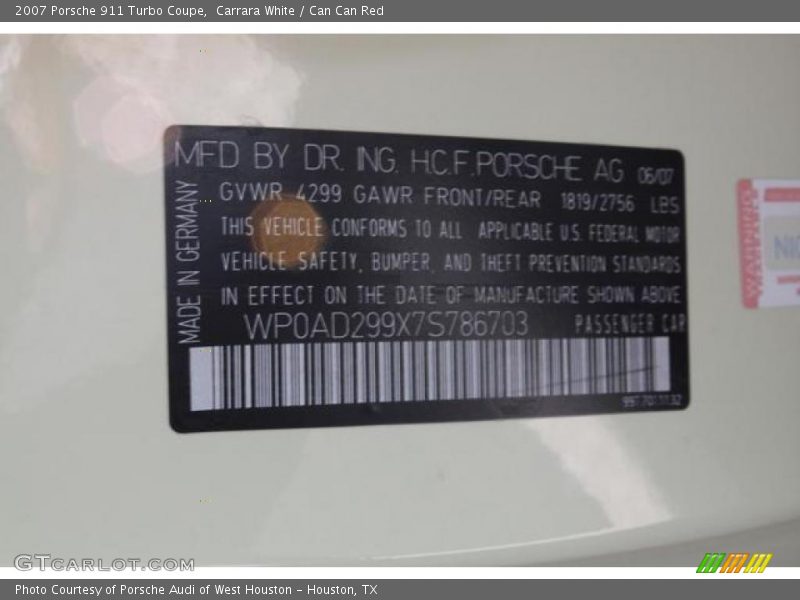 2007 Porsche 911 Turbo Coupe,  Carrara White / Can Can Red
MFD BY DR. ING. H.C.F.PORSCHE AG 06/07
GVWR 4299 GAWR FRONT/REAR 1819/2756 LBS
THIS VEHICLE CONFORMS TO ALL APPLICABLE U.S. FEDERAL MOTOR
VEHICLE SAFETY, BUMPER, AND THEFT PREVENTION STANDARDS
IN EFFECT ON THE DATE OF MANUFACTURE SHOWN ABOVE
WP0AD299X7S786703 PASSENGER CAR
MADE IN GERMANY
WARNING
GTCARLOT.COM
Photo Courtesy of Porsche Audi of West Houston - Houston, TX